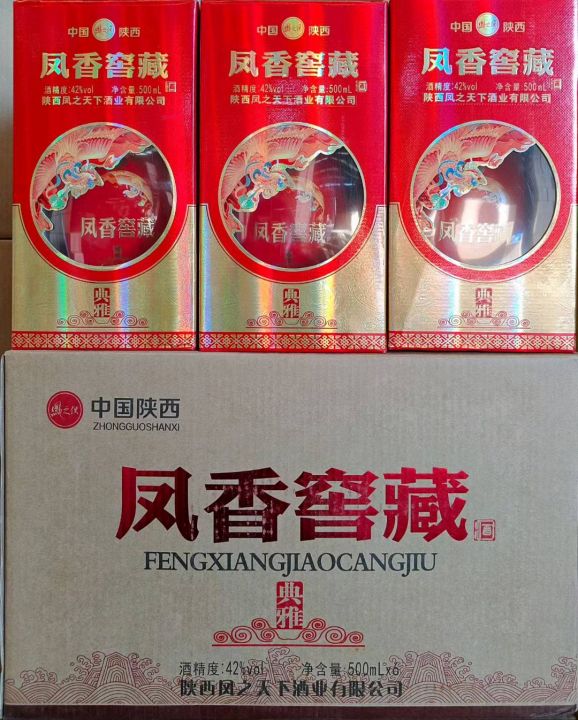 中国 陕西
凤香窖藏 酒
酒精度:42%vol 净含量:500mL
陕西凤之天下酒业有限公司
凤香窖藏
典雅
中国 陕西
凤香窖藏 酒
酒精度:42%vol 净含量:500mL
陕西凤之天下酒业有限公司
凤香窖藏
典雅
中国 陕西
凤香窖藏 酒
酒精度:42%vol 净含量:500mL
陕西凤之天下酒业有限公司
凤香窖藏
典雅
中国陕西
ZHONGGUOSHANXI
凤香窖藏 酒
FENGXIANGJIAOCANGJIU
典雅
酒精度:42%vol 净含量:500mL×6
陕西凤之天下酒业有限公司